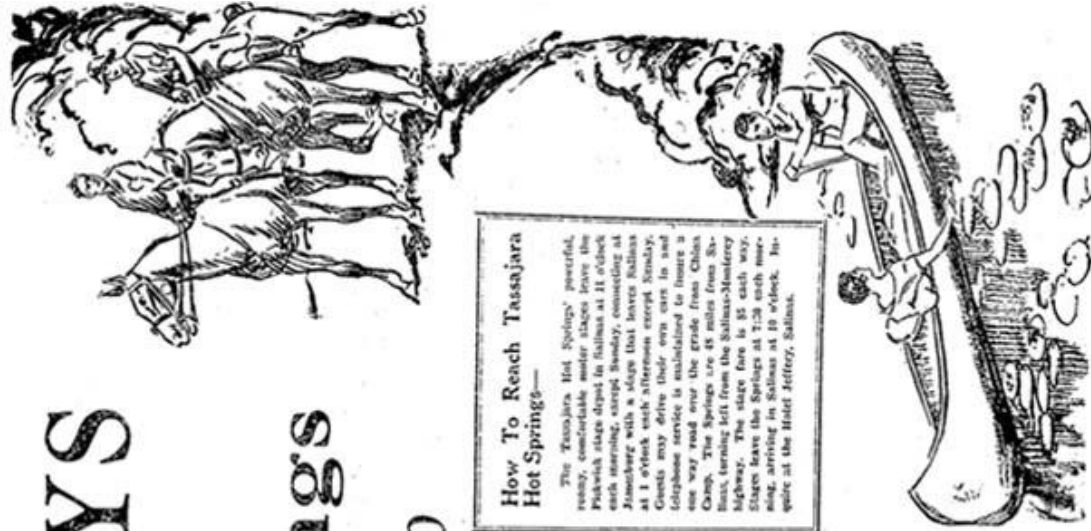 YS
ngs
How To Reach Tassajara
Hot Springs—
The Tassajara Hot Springs' powerful,
roomy, comfortable motor stages leave the
Pickwick stage depot in Salinas at 11 o'clock
each morning, except Sunday, connecting at
Jamesburg with a stage that leaves Salinas
at 1 o'clock each afternoon except Sunday.
Guests may drive their own cars in and
telephone service is maintained to insure a
one way road over the grade from China
Camp. The Springs are 48 miles from Sa-
linas, turning left from the Salinas-Monterey
highway. The stage fare is $5 each way.
Stages leave the Springs at 7:30 each mor-
ning, arriving in Salinas at 10 o'clock. In-
quire at the Hotel Jeffery, Salinas.